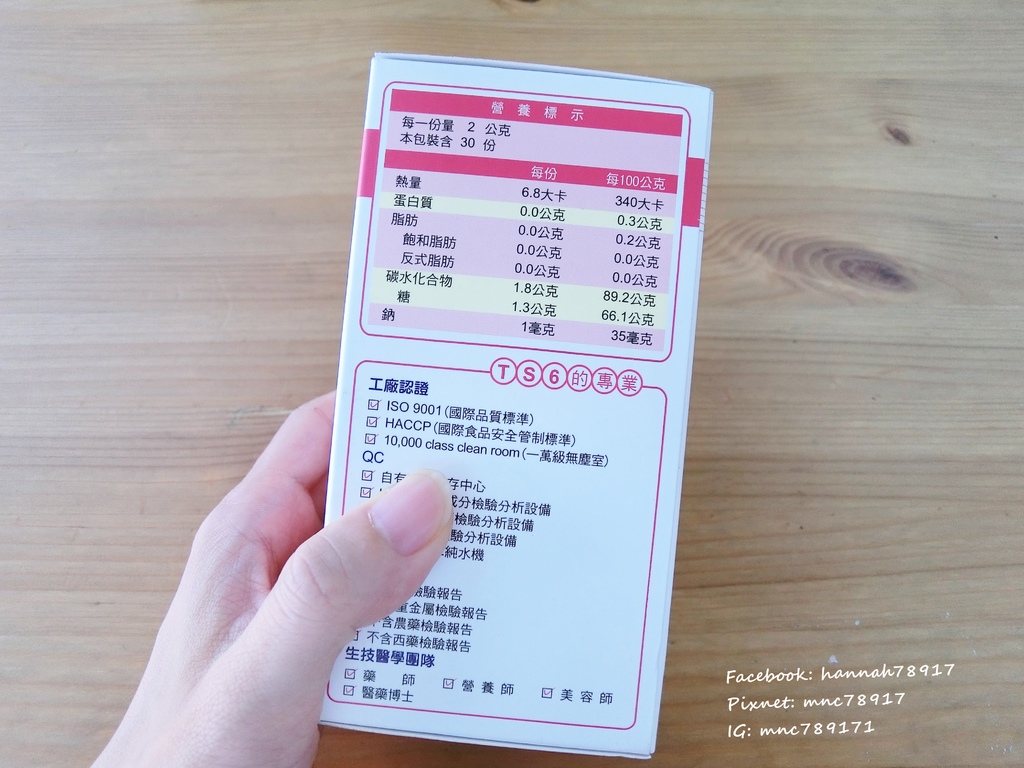 營養標示
每一份量 2 公克
本包裝含 30 份
每份 每100公克
熱量 6.8大卡 340大卡
蛋白質 0.0公克 0.3公克
脂肪 0.0公克 0.2公克
飽和脂肪 0.0公克 0.0公克
反式脂肪 0.0公克 0.0公克
碳水化合物 1.8公克 89.2公克
糖 1.3公克 66.1公克
鈉 1毫克 35毫克
TS6的專業
工廠認證
☑ ISO 9001(國際品質標準)
☑ HACCP(國際食品安全管制標準)
☑ 10,000 class clean room(一萬級無塵室)
QC
☑ 自有 存中心
☑ 成分檢驗分析設備
檢驗分析設備
驗分析設備
純水機
檢驗報告
重金屬檢驗報告
不含農藥檢驗報告
不含西藥檢驗報告
生技醫學團隊
☑ 藥師 ☑ 營養師 ☑ 美容師
☑ 醫藥博士
Facebook: hannah78917
Pixnet: mnc78917
IG: mnc789171